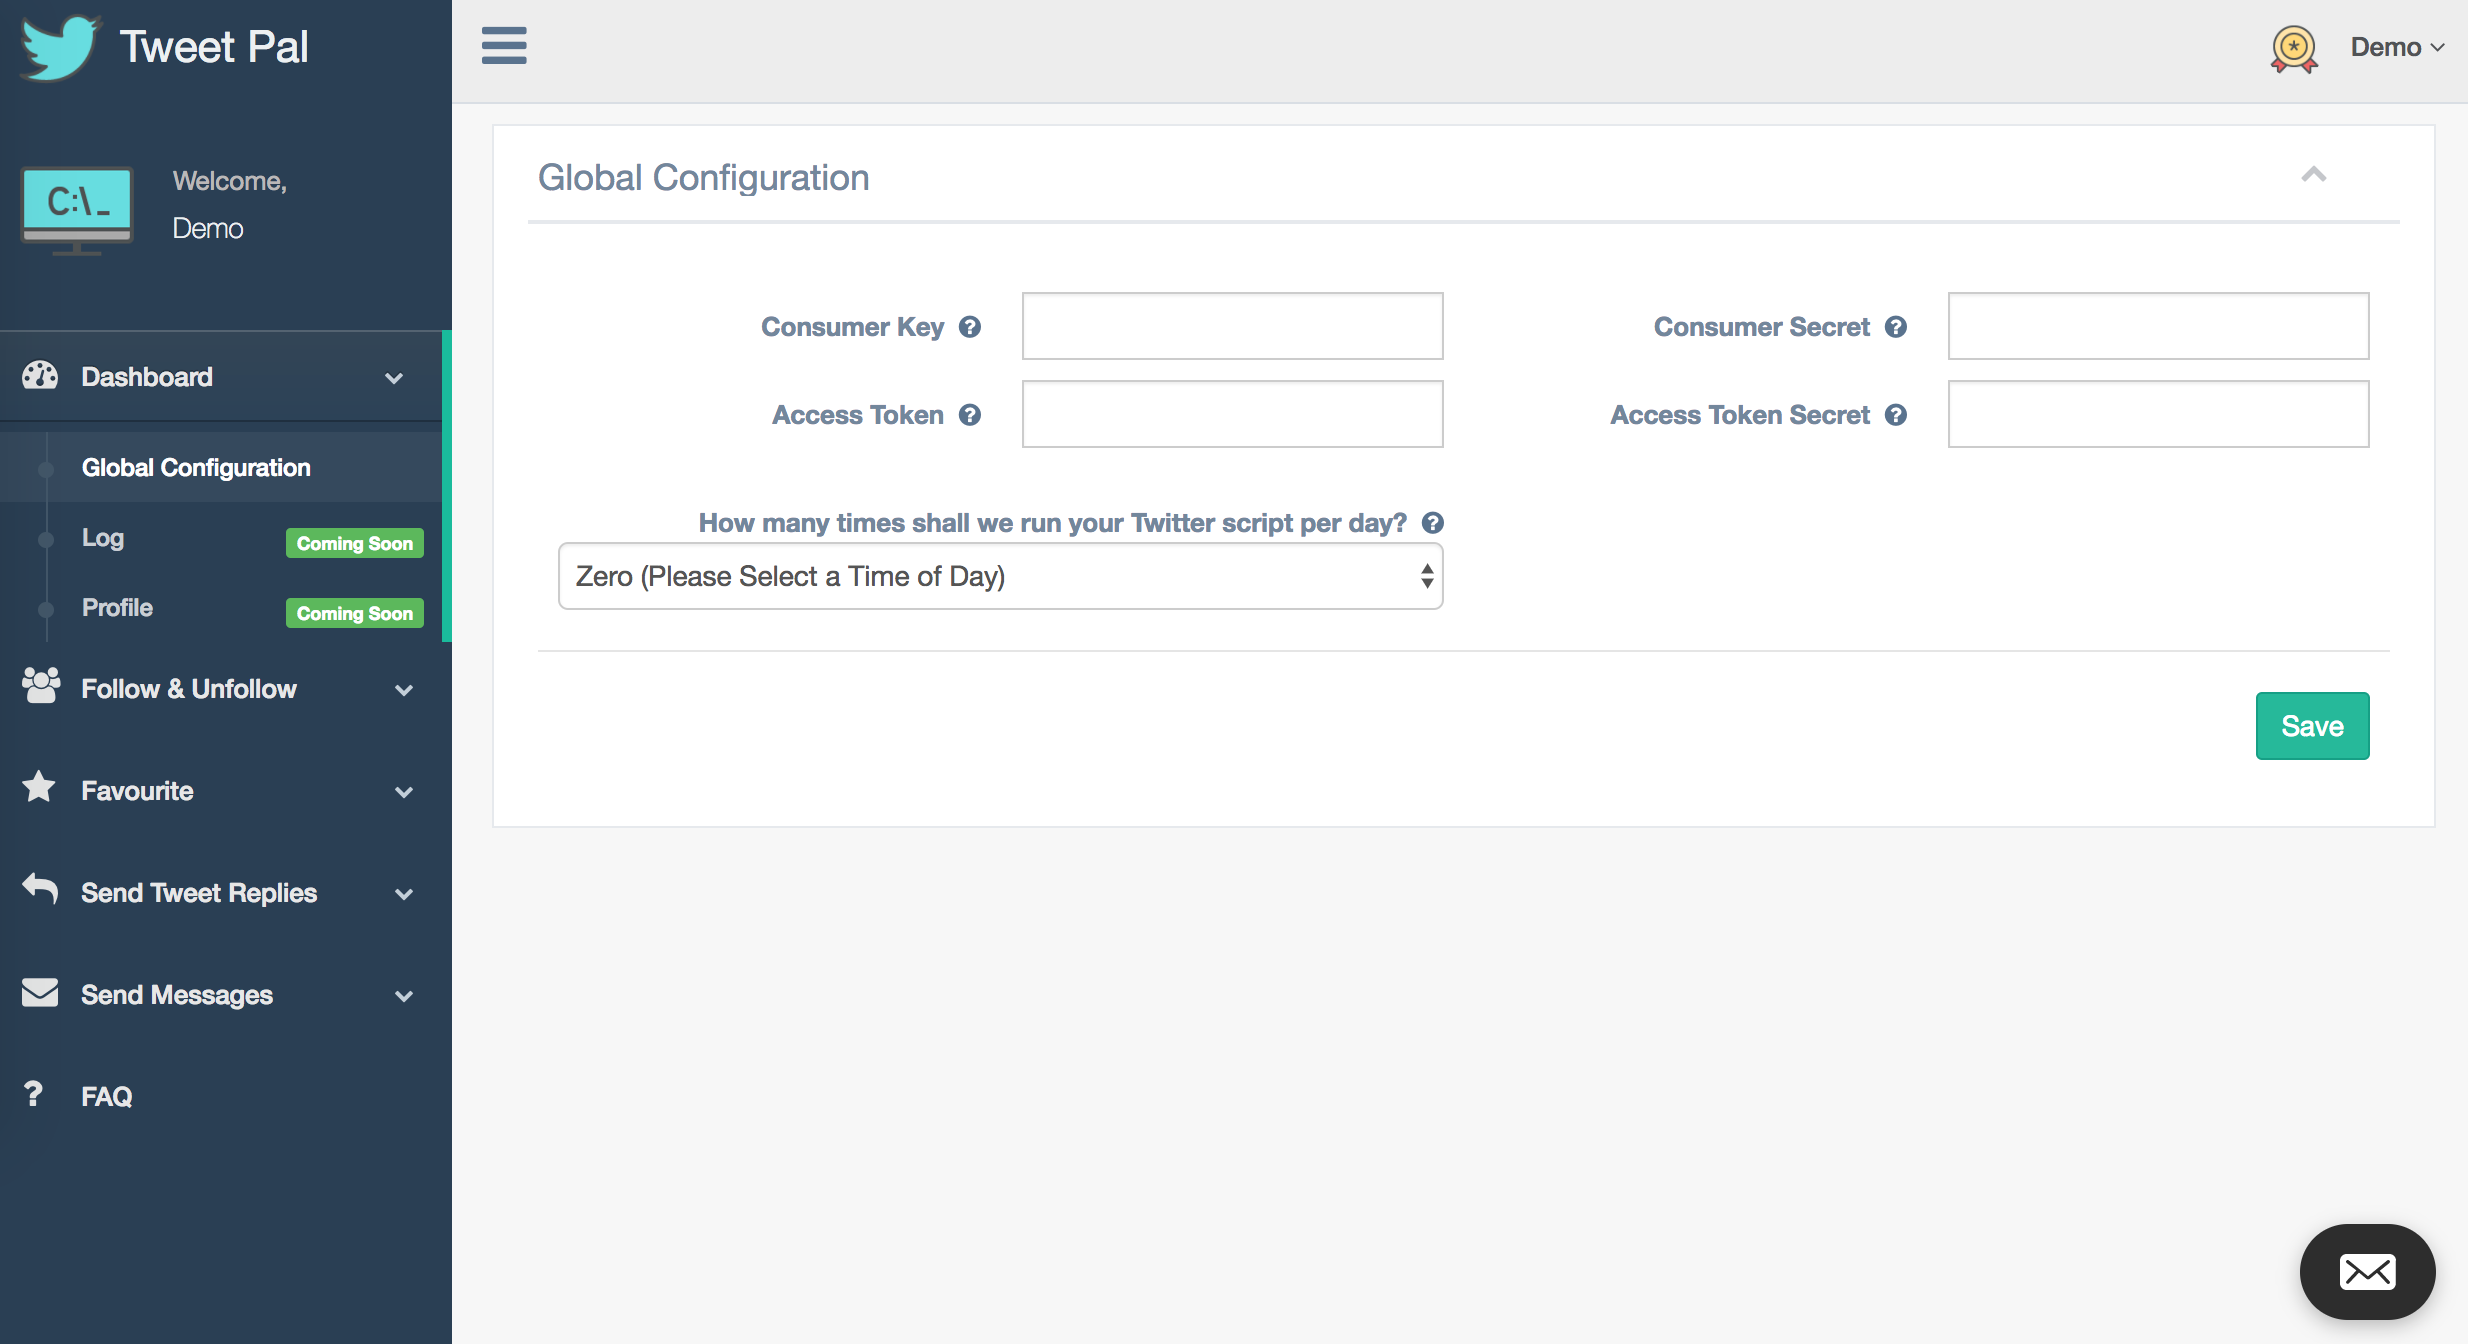 Tweet Pal
Demo
C:\_
Welcome,
Demo
Dashboard
Global Configuration
Log
Coming Soon
Profile
Coming Soon
Follow & Unfollow
Favourite
Send Tweet Replies
Send Messages
? FAQ
Global Configuration
Consumer Key ?
Consumer Secret ?
Access Token ?
Access Token Secret ?
How many times shall we run your Twitter script per day? ?
Zero (Please Select a Time of Day)
Save